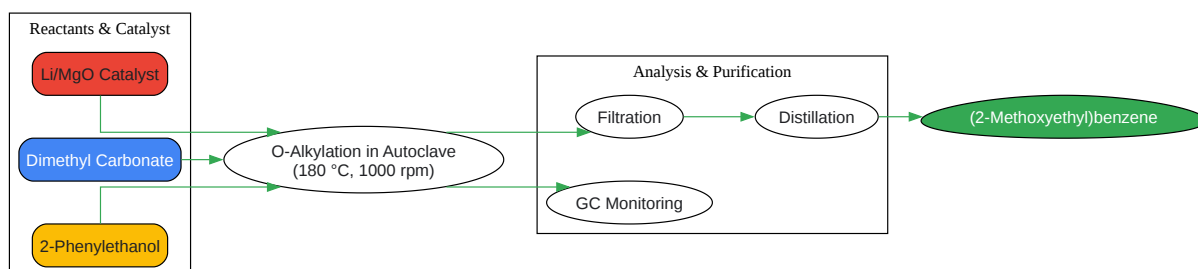 Reactants & Catalyst
Li/MgO Catalyst
Dimethyl Carbonate
2-Phenylethanol
O-Alkylation in Autoclave
(180 °C, 1000 rpm)
Analysis & Purification
Filtration
Distillation
GC Monitoring
(2-Methoxyethyl)benzene